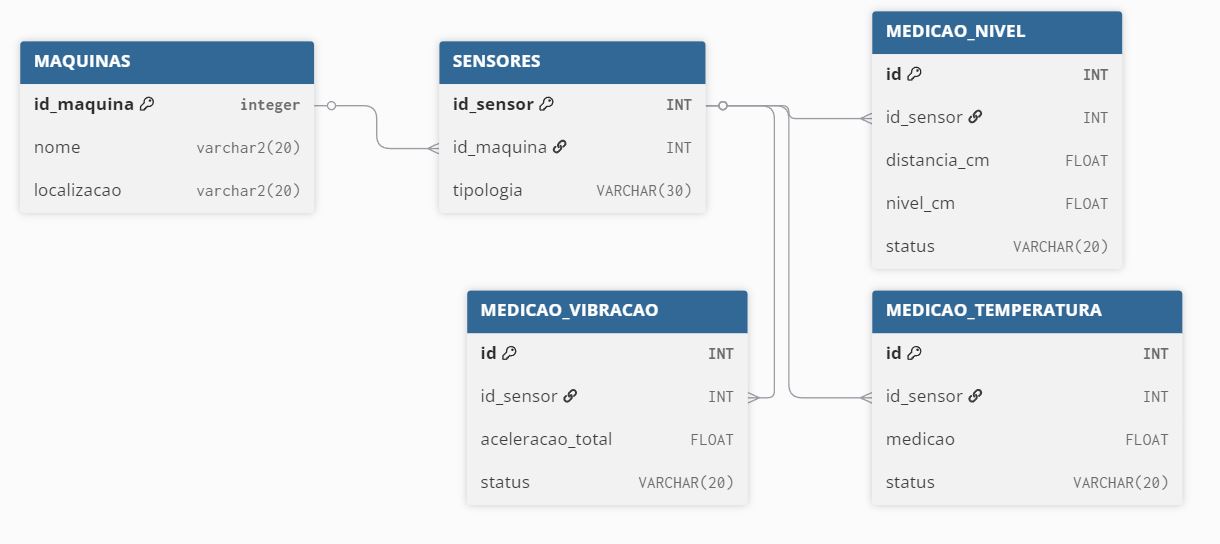 MAQUINAS
id_maquina integer
nome varchar2(20)
localizacao varchar2(20)
SENSORES
id_sensor INT
id_maquina INT
tipologia VARCHAR(30)
MEDICAO_NIVEL
id INT
id_sensor INT
distancia_cm FLOAT
nivel_cm FLOAT
status VARCHAR(20)
MEDICAO_VIBRACAO
id INT
id_sensor INT
aceleracao_total FLOAT
status VARCHAR(20)
MEDICAO_TEMPERATURA
id INT
id_sensor INT
medicao FLOAT
status VARCHAR(20)